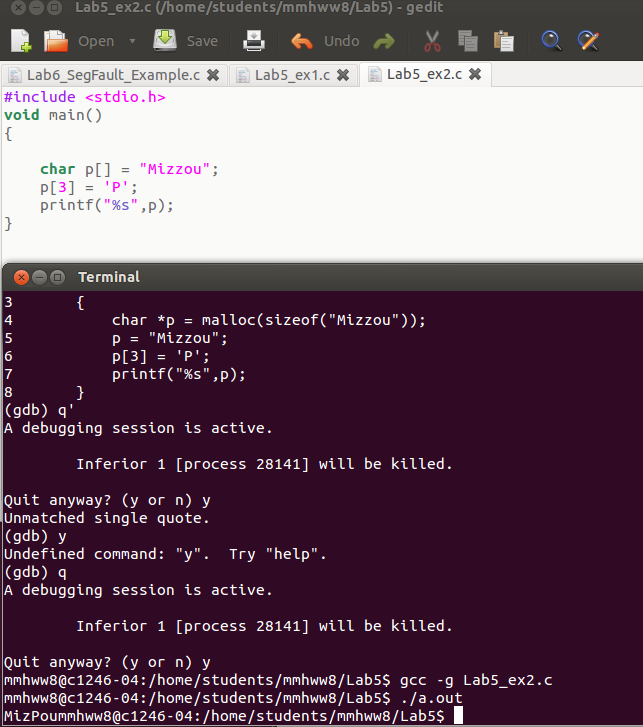 Lab5_ex2.c (/home/students/mmhww8/Lab5) - gedit
Open Save Undo
Lab6_SegFault_Example.c Lab5_ex1.c Lab5_ex2.c
#include <stdio.h>
void main()
{
    char p[] = "Mizzou";
    p[3] = 'P';
    printf("%s",p);
}
Terminal
3       {
4           char *p = malloc(sizeof("Mizzou"));
5           p = "Mizzou";
6           p[3] = 'P';
7           printf("%s",p);
8       }
(gdb) q'
A debugging session is active.
        Inferior 1 [process 28141] will be killed.
Quit anyway? (y or n) y
Unmatched single quote.
(gdb) y
Undefined command: "y".  Try "help".
(gdb) q
A debugging session is active.
        Inferior 1 [process 28141] will be killed.
Quit anyway? (y or n) y
mmhww8@c1246-04:/home/students/mmhww8/Lab5$ gcc -g Lab5_ex2.c
mmhww8@c1246-04:/home/students/mmhww8/Lab5$ ./a.out
MizPoummhww8@c1246-04:/home/students/mmhww8/Lab5$